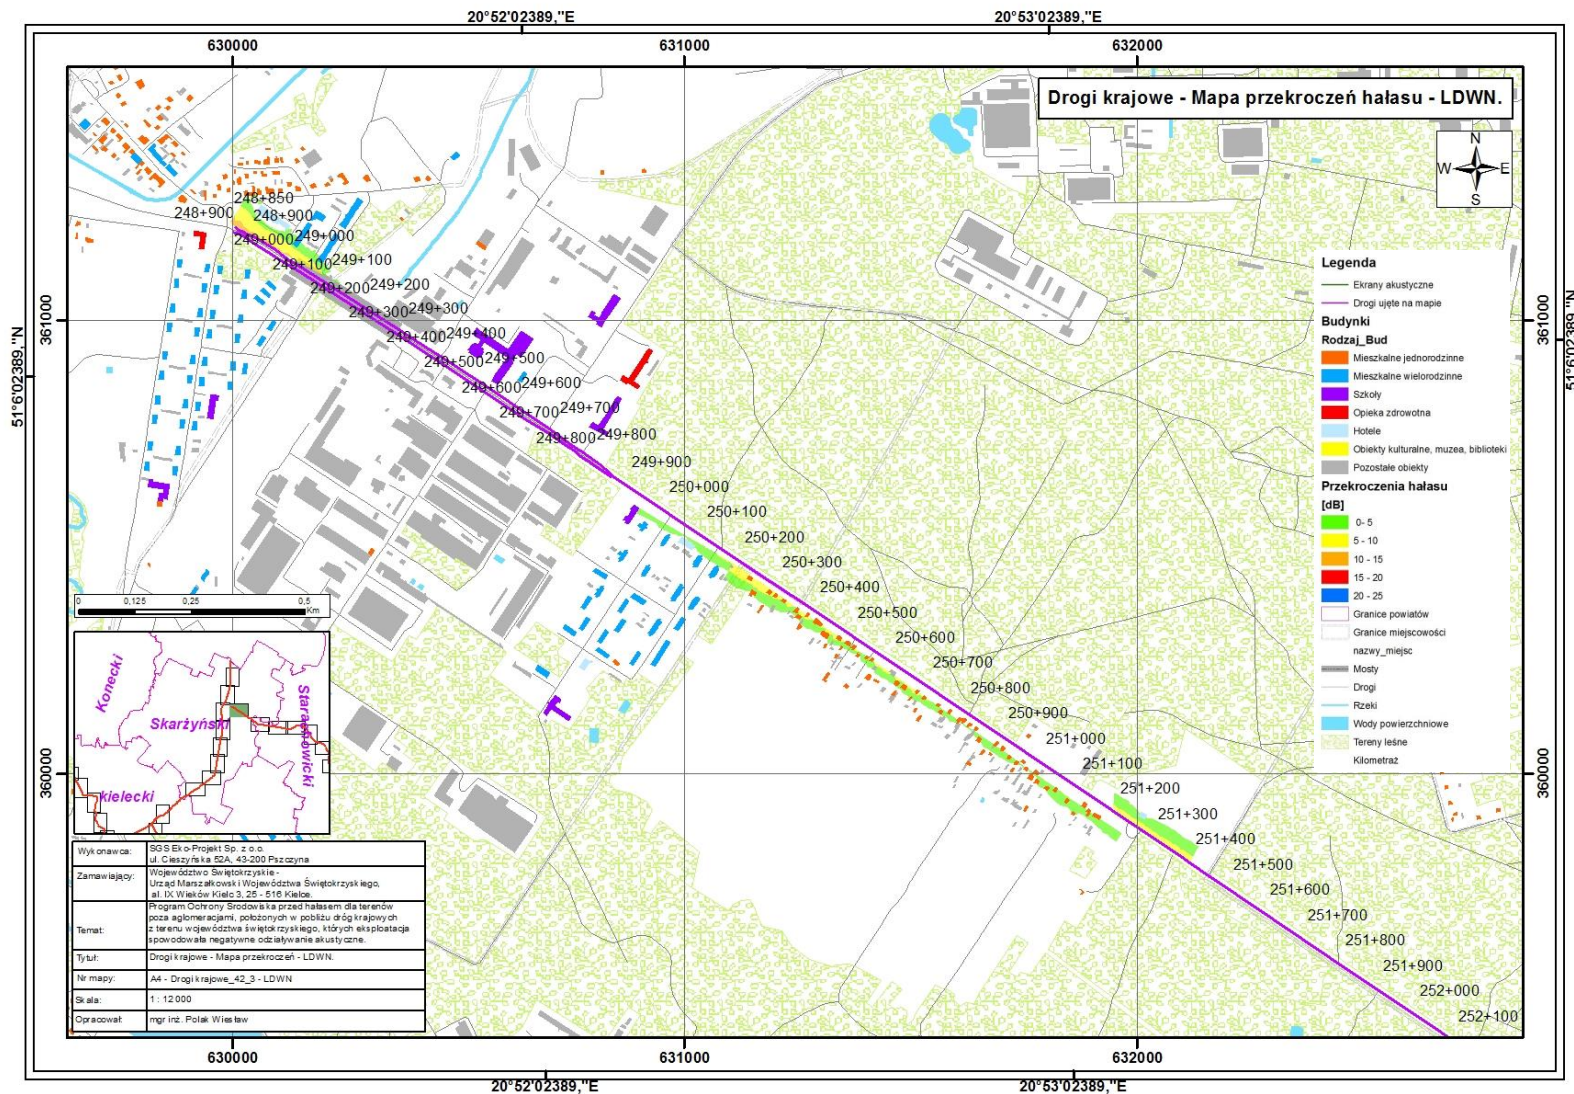 20°52'02389,"E
20°53'02389,"E
630000
631000
632000
Drogi krajowe - Mapa przekroczeń hałasu - LDWN.
N
W
E
S
361000
361000
51°6'02389,"N
51°6'02389,"N
360000
360000
248+850
248+900
248+900
249+000
249+000
249+100
249+100
249+200
249+200
249+300
249+300
249+400
249+400
249+500
249+500
249+600
249+600
249+700
249+700
249+800
249+800
249+900
250+000
250+100
250+200
250+300
250+400
250+500
250+600
250+700
250+800
250+900
251+000
251+100
251+200
251+300
251+400
251+500
251+600
251+700
251+800
251+900
252+000
252+100
Legenda
Ekrany akustyczne
Drogi ujęte na mapie
Budynki
Rodzaj_Bud
Mieszkalne jednorodzinne
Mieszkalne wielorodzinne
Szkoły
Opieka zdrowotna
Hotele
Obiekty kulturalne, muzea, biblioteki
Pozostałe obiekty
Przekroczenia hałasu
[dB]
0- 5
5 - 10
10 - 15
15 - 20
20 - 25
Granice powiatów
Granice miejscowości
nazwy_miejsc
Mosty
Drogi
Rzeki
Wody powierzchniowe
Tereny leśne
Kilometraż
0 0,125 0,25 0,5
Km
Konecki
Skarżyński
Starachowicki
kielecki
Wykonawca:
SGS Eko-Projekt Sp. z o.o.
ul. Cieszyńska 52A, 43-200 Pszczyna
Zamawiający:
Województwo Świętokrzyskie -
Urząd Marszałkowski Województwa Świętokrzyskiego,
al. IX Wieków Kielc 3, 25 - 516 Kielce.
Temat:
Program Ochrony Środowiska przed hałasem dla terenów
poza aglomeracjami, położonych w pobliżu dróg krajowych
z terenu województwa świętokrzyskiego, których eksploatacja
spowodowała negatywne odziaływanie akustyczne.
Tytuł:
Drogi krajowe - Mapa przekroczeń - LDWN.
Nr mapy:
A4 - Drogi krajowe_42_3 - LDWN
Skala:
1 : 12 000
Opracował:
mgr inż. Polak Wiesław
630000
631000
632000
20°52'02389,"E
20°53'02389,"E